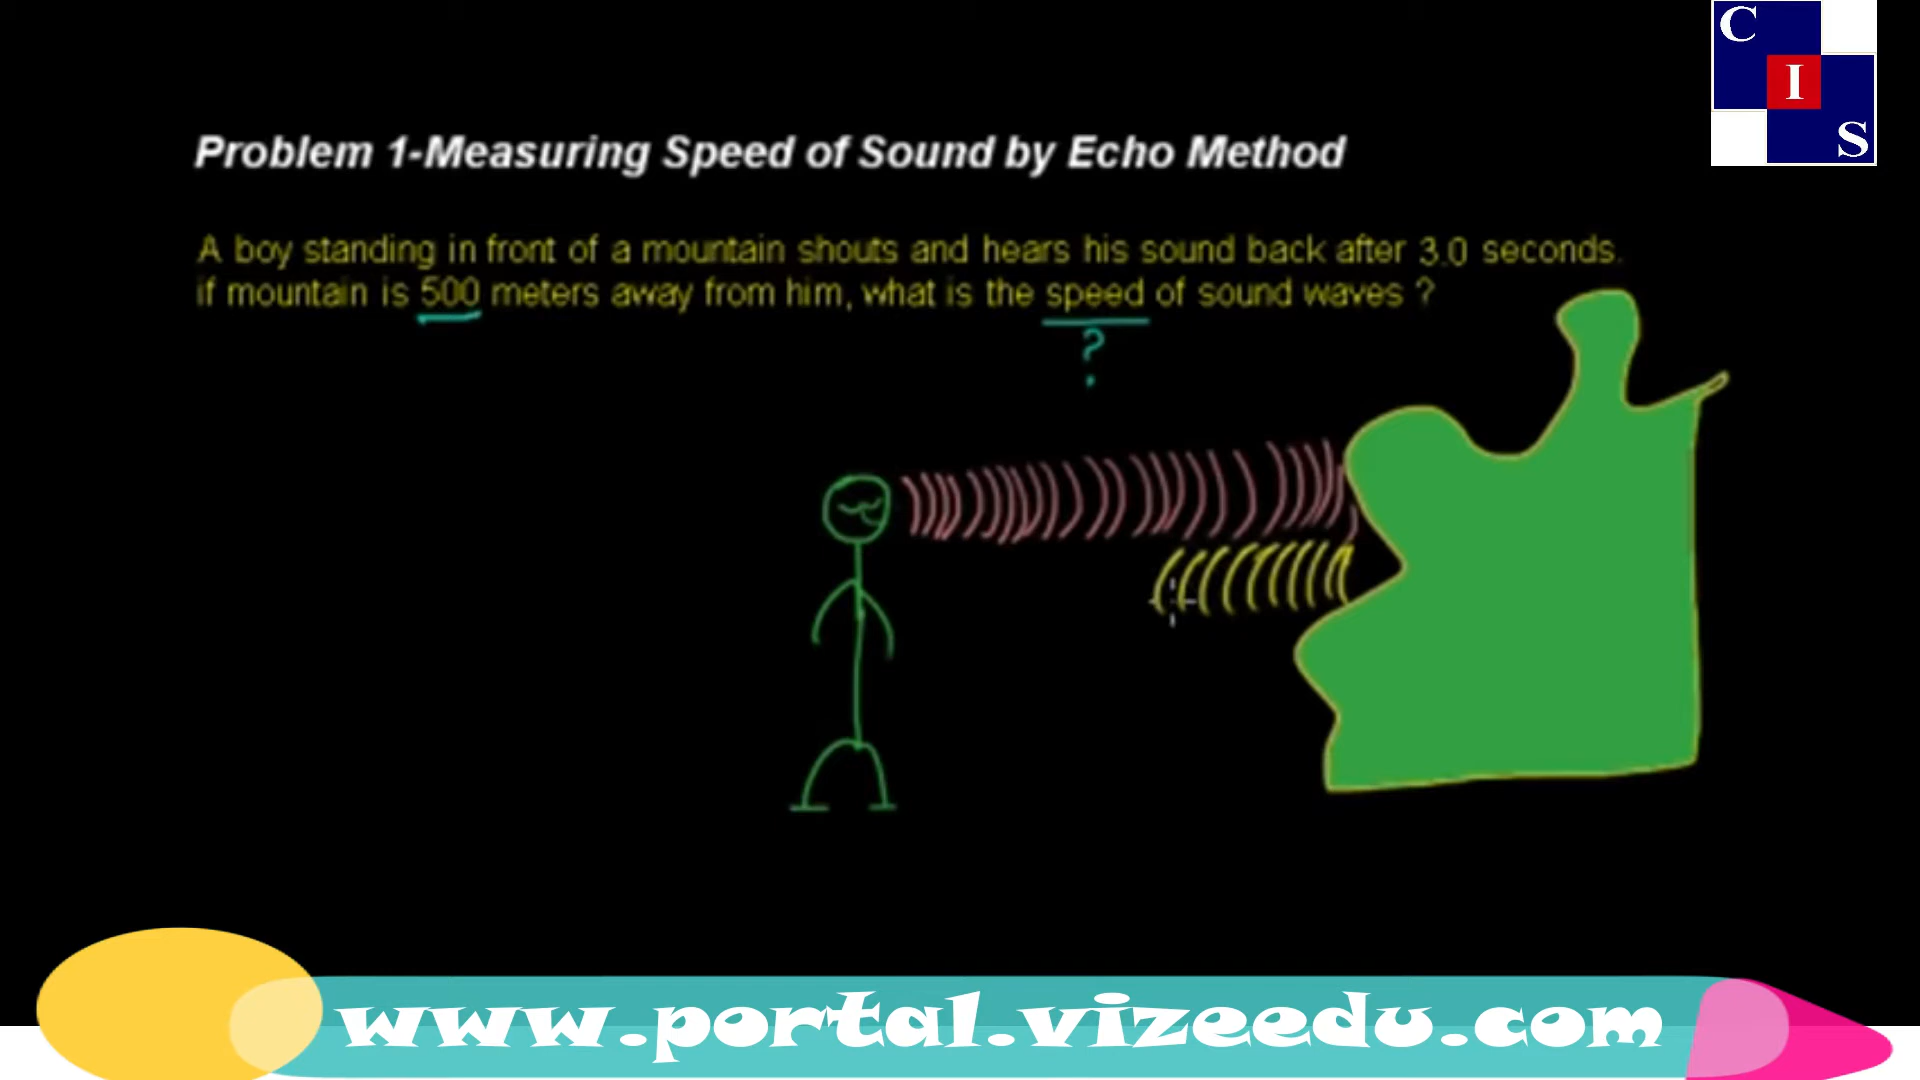 C
I
S
Problem 1-Measuring Speed of Sound by Echo Method
A boy standing in front of a mountain shouts and hears his sound back after 3.0 seconds.
if mountain is 500 meters away from him, what is the speed of sound waves ?
?
www.portal.vizeedu.com